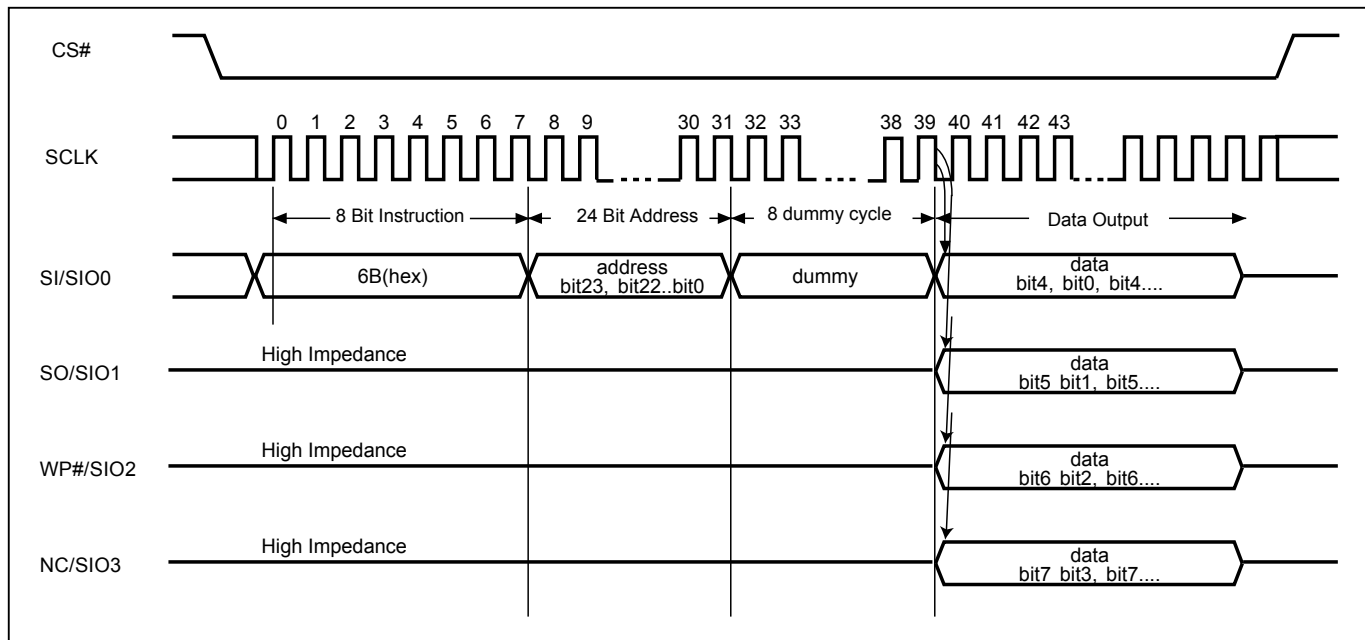 CS#
0 1 2 3 4 5 6 7 8 9 30 31 32 33 38 39 40 41 42 43
SCLK
8 Bit Instruction 24 Bit Address 8 dummy cycle Data Output
SI/SIO0
6B(hex)
address
bit23, bit22..bit0
dummy
data
bit4, bit0, bit4....
High Impedance
SO/SIO1
data
bit5 bit1, bit5....
High Impedance
WP#/SIO2
data
bit6 bit2, bit6....
High Impedance
NC/SIO3
data
bit7 bit3, bit7....